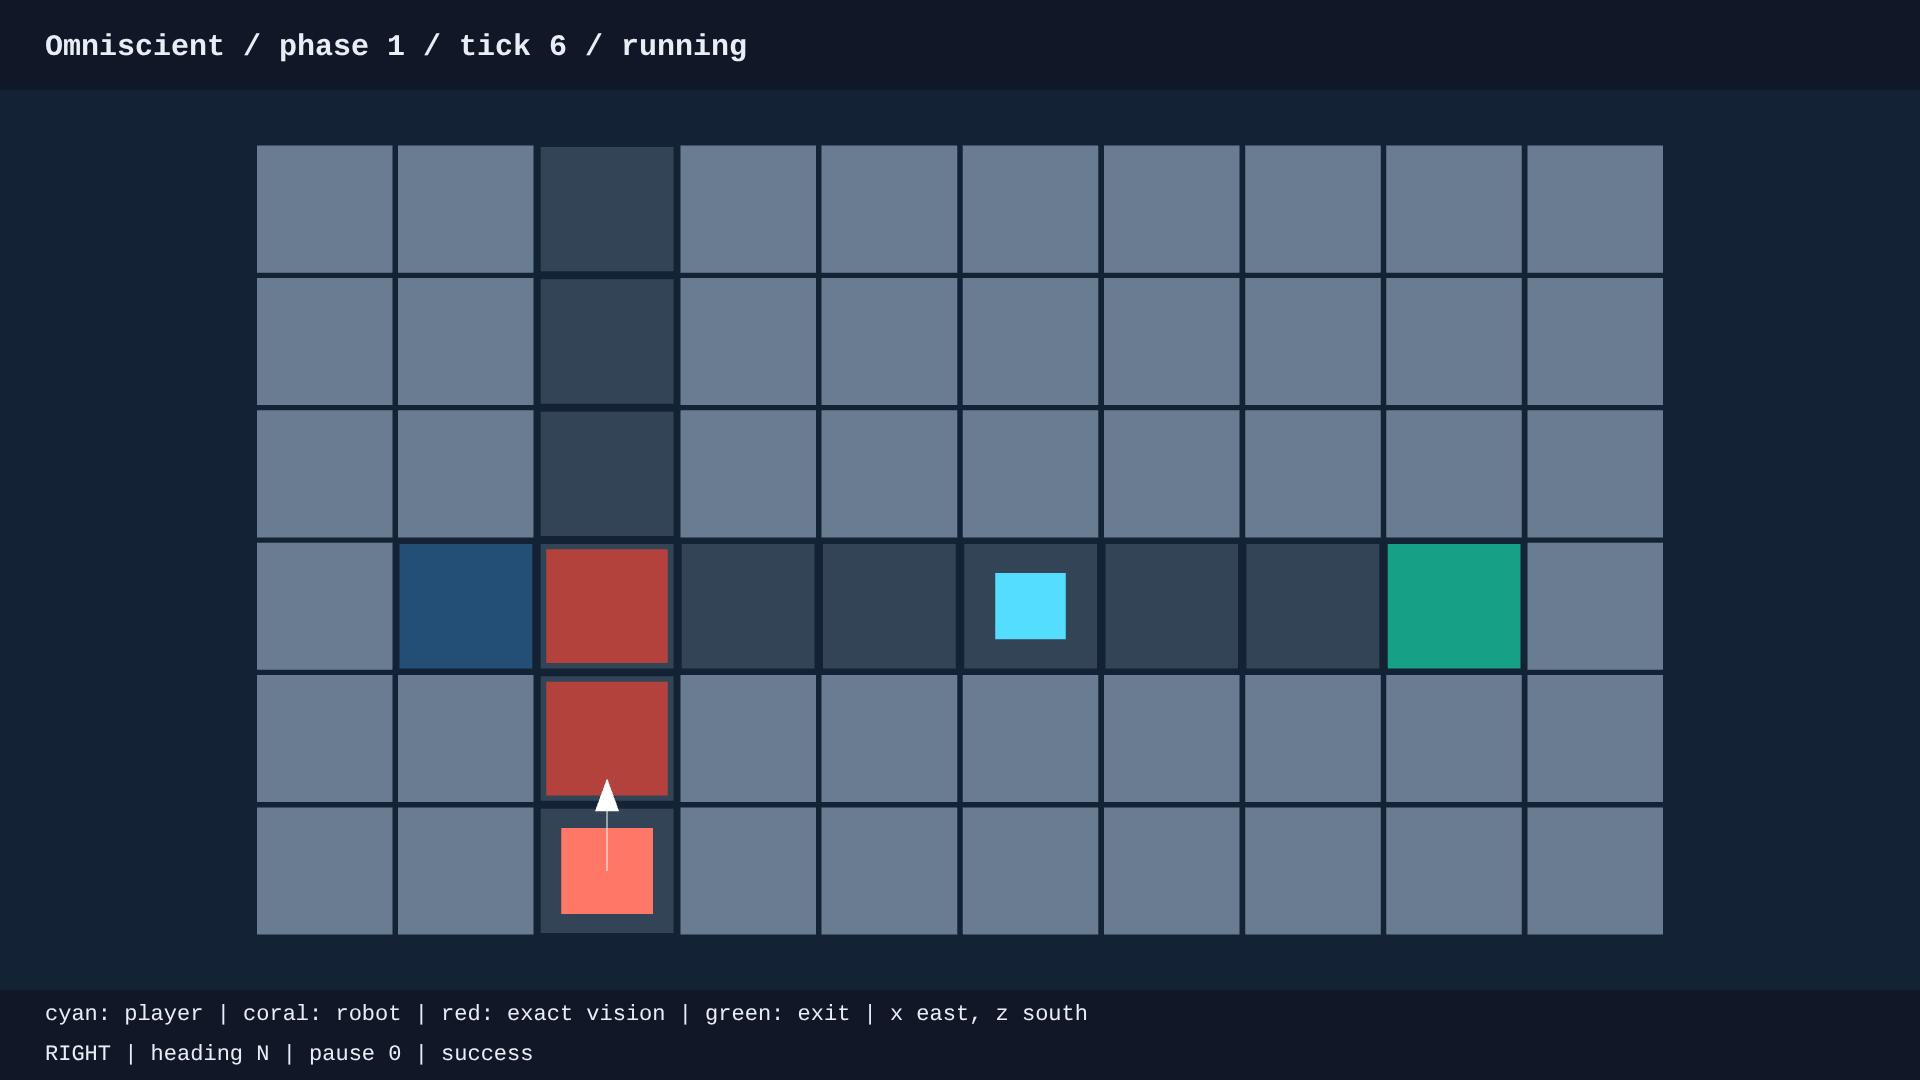 Omniscient / phase 1 / tick 6 / running
cyan: player | coral: robot | red: exact vision | green: exit | x east, z south
RIGHT | heading N | pause 0 | success